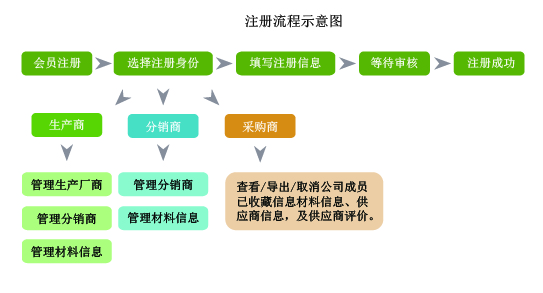 注册流程示意图
会员注册
选择注册身份
填写注册信息
等待审核
注册成功
生产商
分销商
采购商
管理生产厂商
管理分销商
管理材料信息
管理分销商
管理材料信息
查看/导出/取消公司成员
已收藏信息材料信息、供
应商信息，及供应商评价。